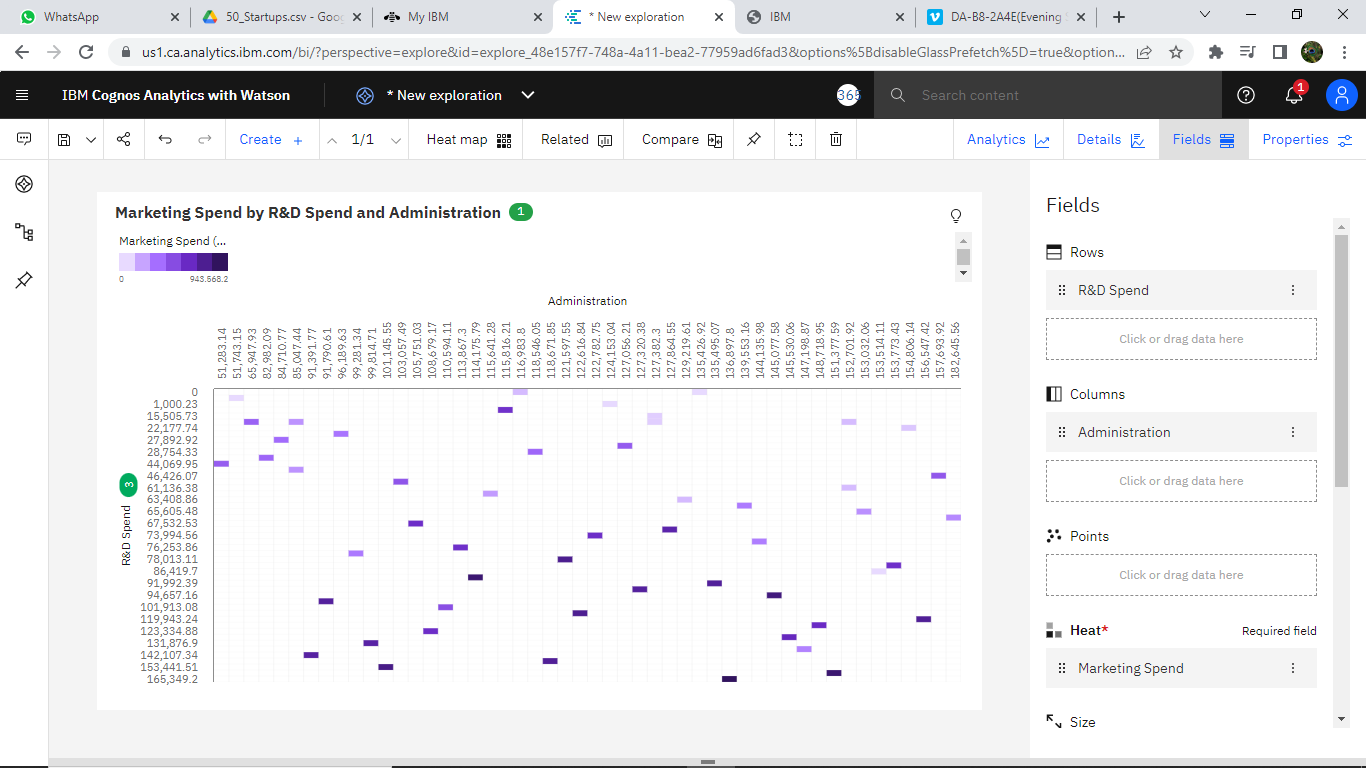 WhatsApp
50_Startups.csv - Goo
My IBM
* New exploration
IBM
DA-B8-2A4E(Evening
us1.ca.analytics.ibm.com/bi/?perspective=explore&id=explore_48e157f7-748a-4a11-bea2-77959ad6fad3&options%5BdisableGlassPrefetch%5D=true&option...
IBM Cognos Analytics with Watson
* New exploration
365
Search content
1
Create +
1/1
Heat map
Related
Compare
Analytics
Details
Fields
Properties
Marketing Spend by R&D Spend and Administration 1
Marketing Spend (...
0 943,668.2
Administration
51,283.14
51,743.15
65,947.93
82,982.09
84,710.77
85,047.44
91,391.77
91,790.61
96,189.63
99,281.34
99,814.71
101,145.55
103,057.49
105,751.03
108,679.17
110,594.11
113,867.3
114,175.79
115,641.28
115,816.21
116,983.8
118,546.05
118,671.85
121,597.55
122,616.84
122,782.75
124,153.04
127,056.21
127,320.38
127,382.3
127,864.55
129,219.61
135,426.92
135,495.07
136,897.8
139,553.16
144,135.98
145,077.58
145,530.06
147,198.87
148,718.95
151,377.59
152,701.92
153,032.06
153,514.11
153,773.43
154,806.14
156,547.42
157,693.92
182,645.56
R&D Spend
3
0
1,000.23
15,505.73
22,177.74
27,892.92
28,754.33
44,069.95
46,426.07
61,136.38
63,408.86
65,605.48
67,532.53
73,994.56
76,253.86
78,013.11
86,419.7
91,992.39
94,657.16
101,913.08
119,943.24
123,334.88
131,876.9
142,107.34
153,441.51
165,349.2
Fields
Rows
R&D Spend
Click or drag data here
Columns
Administration
Click or drag data here
Points
Click or drag data here
Heat*
Required field
Marketing Spend
Size